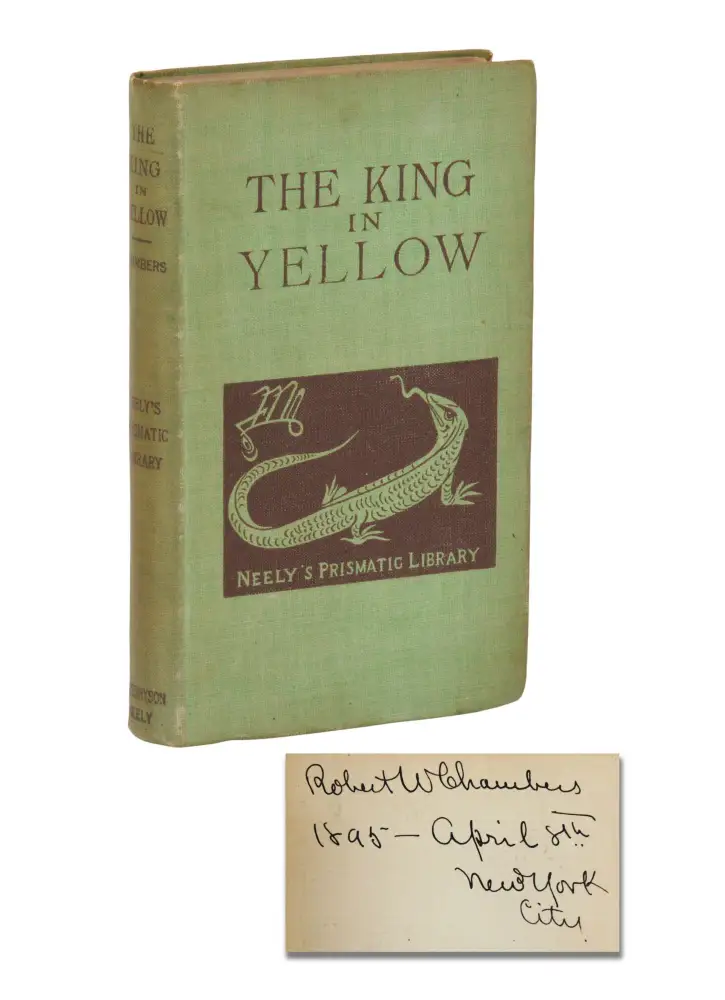 THE
KING
IN
YELLOW
CHAMBERS
NEELY'S
PRISMATIC
LIBRARY
NEELY
THE KING
IN
YELLOW
NEELY'S PRISMATIC LIBRARY
Robert W Chambers
1895 — April 8th
New York
City